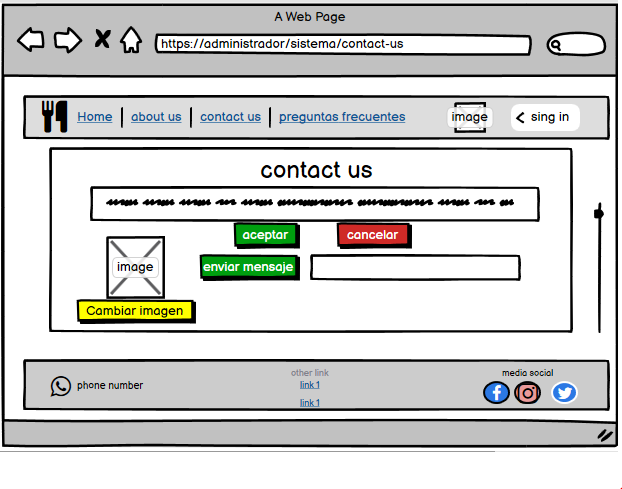 A Web Page
https://administrador/sistema/contact-us
Home | about us | contact us | preguntas frecuentes
image
sing in
contact us
aceptar
cancelar
image
enviar mensaje
Cambiar imagen
other link
media social
phone number
link 1
link 1